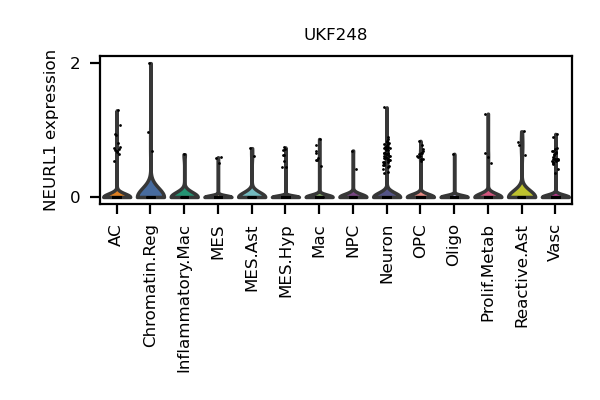 UKF248
NEURL1 expression
2
0
AC
Chromatin.Reg
Inflammatory.Mac
MES
MES.Ast
MES.Hyp
Mac
NPC
Neuron
OPC
Oligo
Prolif.Metab
Reactive.Ast
Vasc